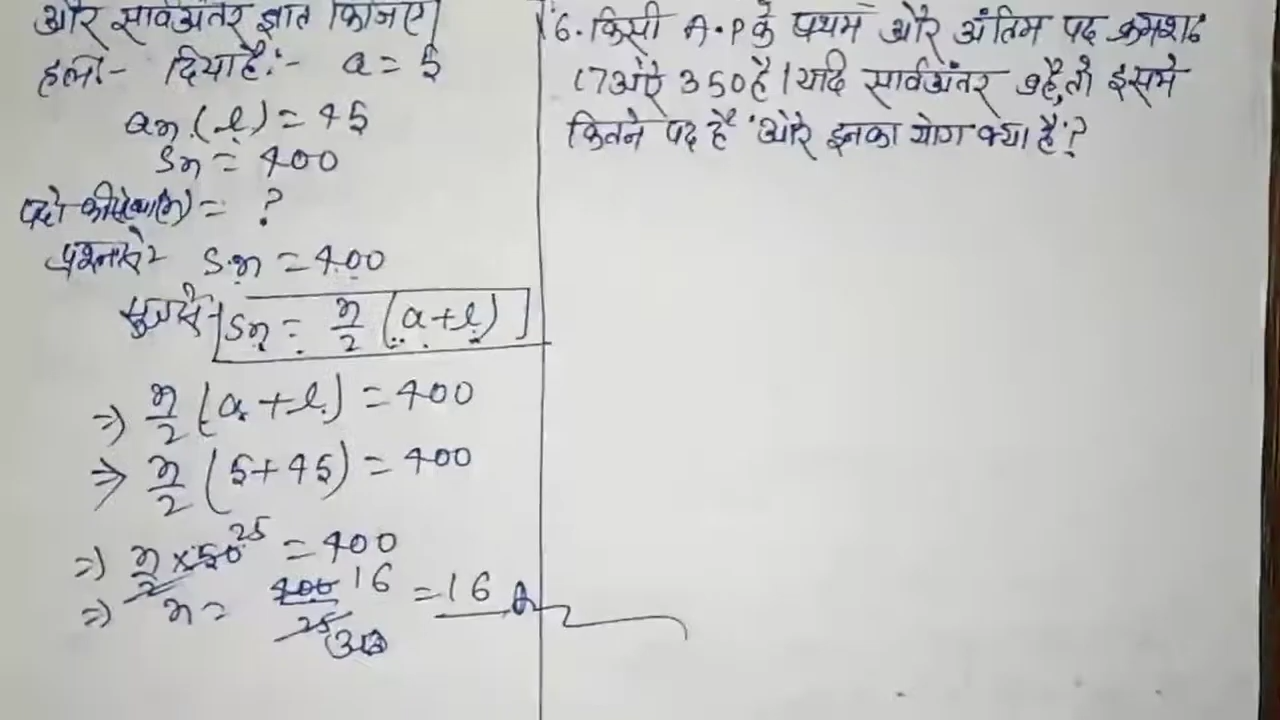 और सार्वअंतर ज्ञात किजिए
हलः- दिया है:- a = 5
an (l) = 45
Sn = 400
पदो की संख्या(n) = ?
प्रश्न से Sn = 400
सूत्र से- Sn = n/2 (a+l)
⇒ n/2 (a+l) = 400
⇒ n/2 (5+45) = 400
⇒ n/2 × 50 25 = 400
⇒ n = 400/25 16 = 16
6. किसी A.P के प्रथम और अंतिम पद क्रमशः
17 और 350 है। यदि सार्वअंतर 9 है, तो इसमे
कितने पद है और इनका योग क्या है?